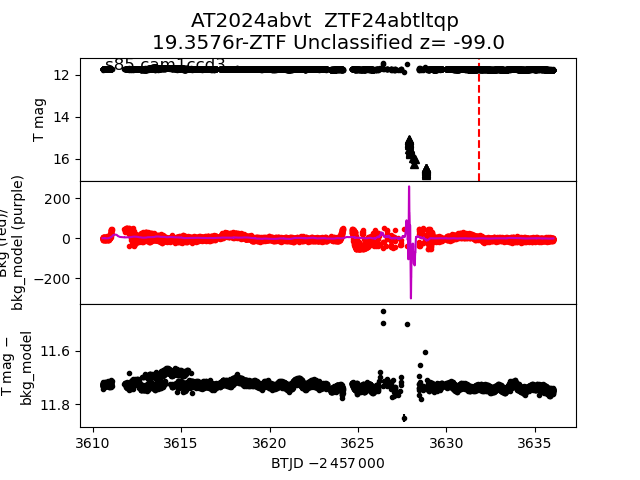 AT2024abvt ZTF24abtltqp
19.3576r-ZTF Unclassified z= -99.0
s85 cam1ccd3
12
14
16
T mag
200
0
−200
Bkg (red)/
bkg_model (purple)
11.6
11.8
T mag −
bkg_model
3610
3615
3620
3625
3630
3635
BTJD −2 457 000